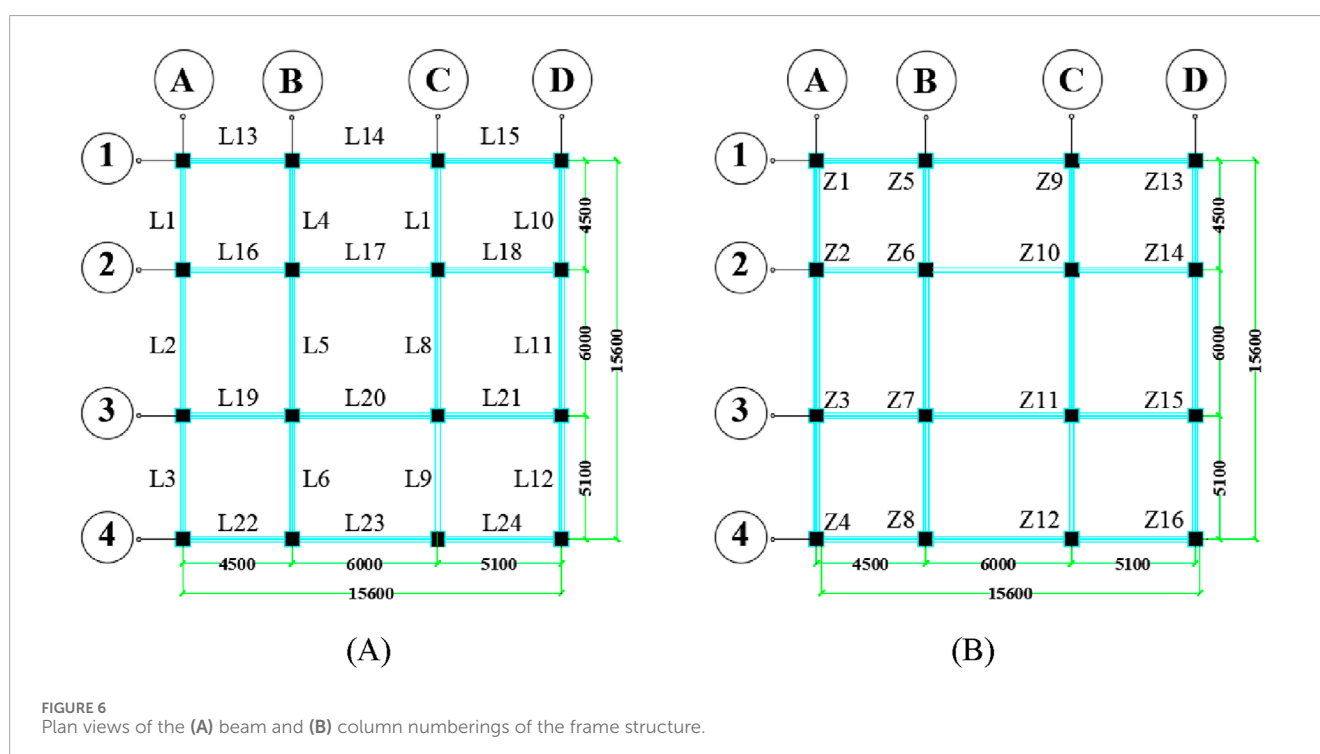 A B C D
L13 L14 L15
1
L1 L4 L1 L10 4500
L16 L17 L18
2
L2 L5 L8 L11 6000 15600
L19 L20 L21
3
L3 L6 L9 L12 5100
L22 L23 L24
4
4500 6000 5100
15600
(A)
A B C D
1
Z1 Z5 Z9 Z13
4500
Z2 Z6 Z10 Z14
2
6000 15600
Z3 Z7 Z11 Z15
3
5100
Z4 Z8 Z12 Z16
4
4500 6000 5100
15600
(B)
FIGURE 6
Plan views of the (A) beam and (B) column numberings of the frame structure.